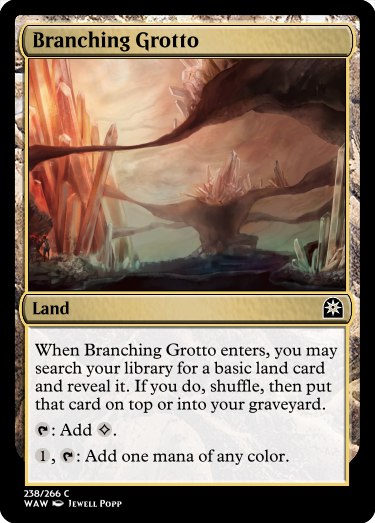 Branching Grotto
Land
When Branching Grotto enters, you may
search your library for a basic land card
and reveal it. If you do, shuffle, then put
that card on top or into your graveyard.
: Add .
1, : Add one mana of any color.
238/266 C
WAW Jewell Popp